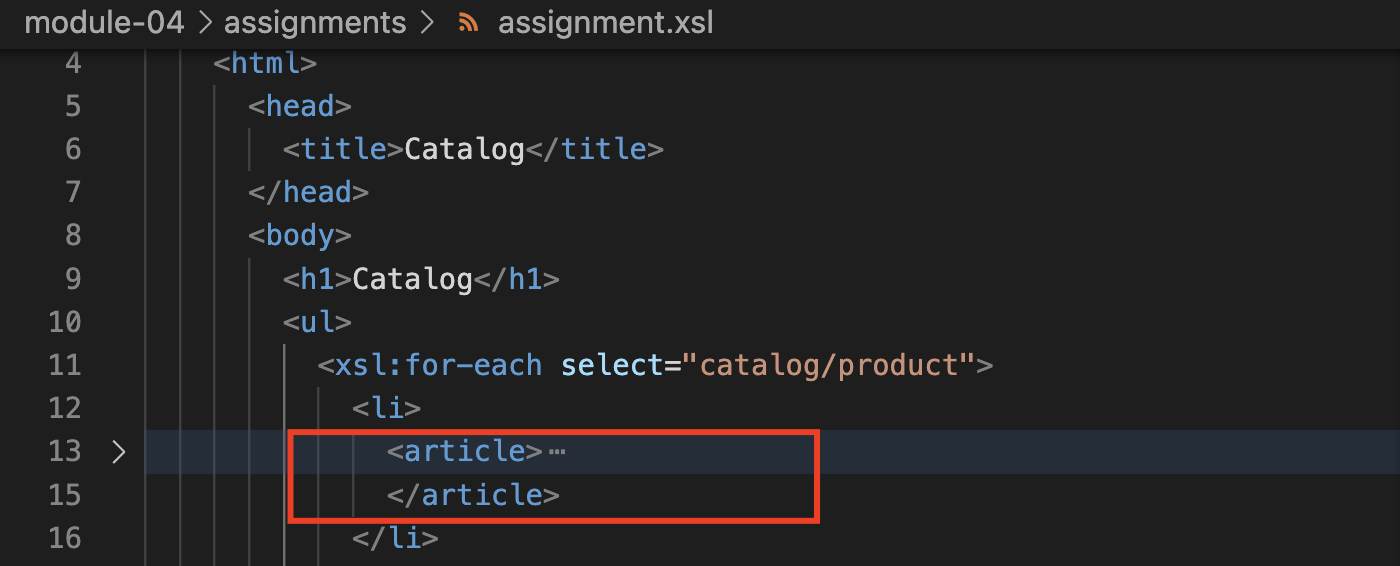 module-04 > assignments > assignment.xsl
4 <html>
5 <head>
6 <title>Catalog</title>
7 </head>
8 <body>
9 <h1>Catalog</h1>
10 <ul>
11 <xsl:for-each select="catalog/product">
12 <li>
13 > <article>⋯
15 </article>
16 </li>